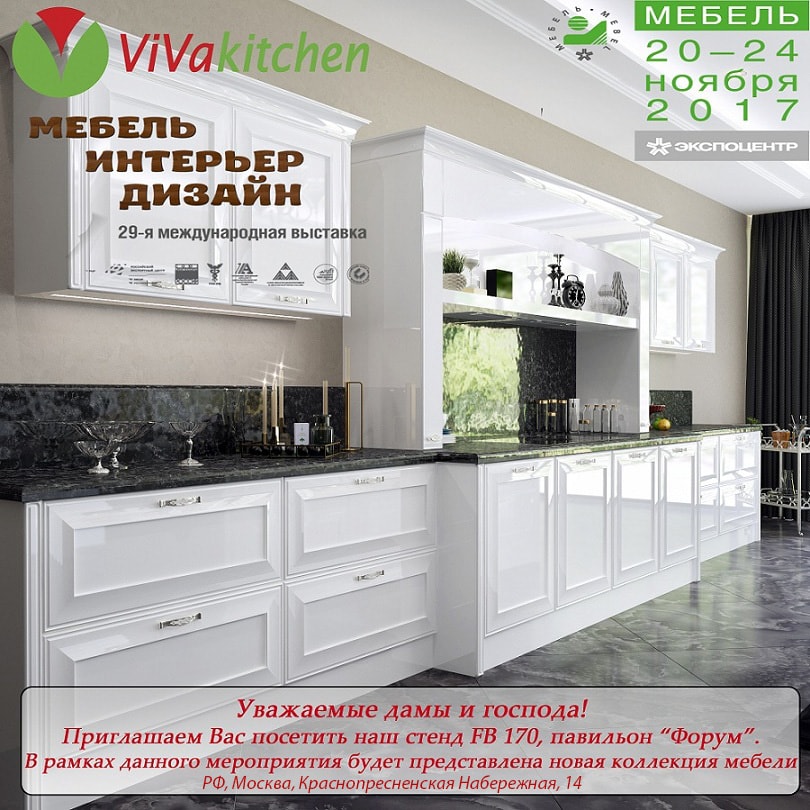 ViVakitchen
МЕБЕЛЬ
ИНТЕРЬЕР
ДИЗАЙН
29-я международная выставка
МЕБЕЛЬ • МЕБЕЛЬ
МЕБЕЛЬ
20–24
ноября
2017
ЭКСПОЦЕНТР
Уважаемые дамы и господа!
Приглашаем Вас посетить наш стенд FB 170, павильон “Форум”.
В рамках данного мероприятия будет представлена новая коллекция мебели
РФ, Москва, Краснопресненская Набережная, 14